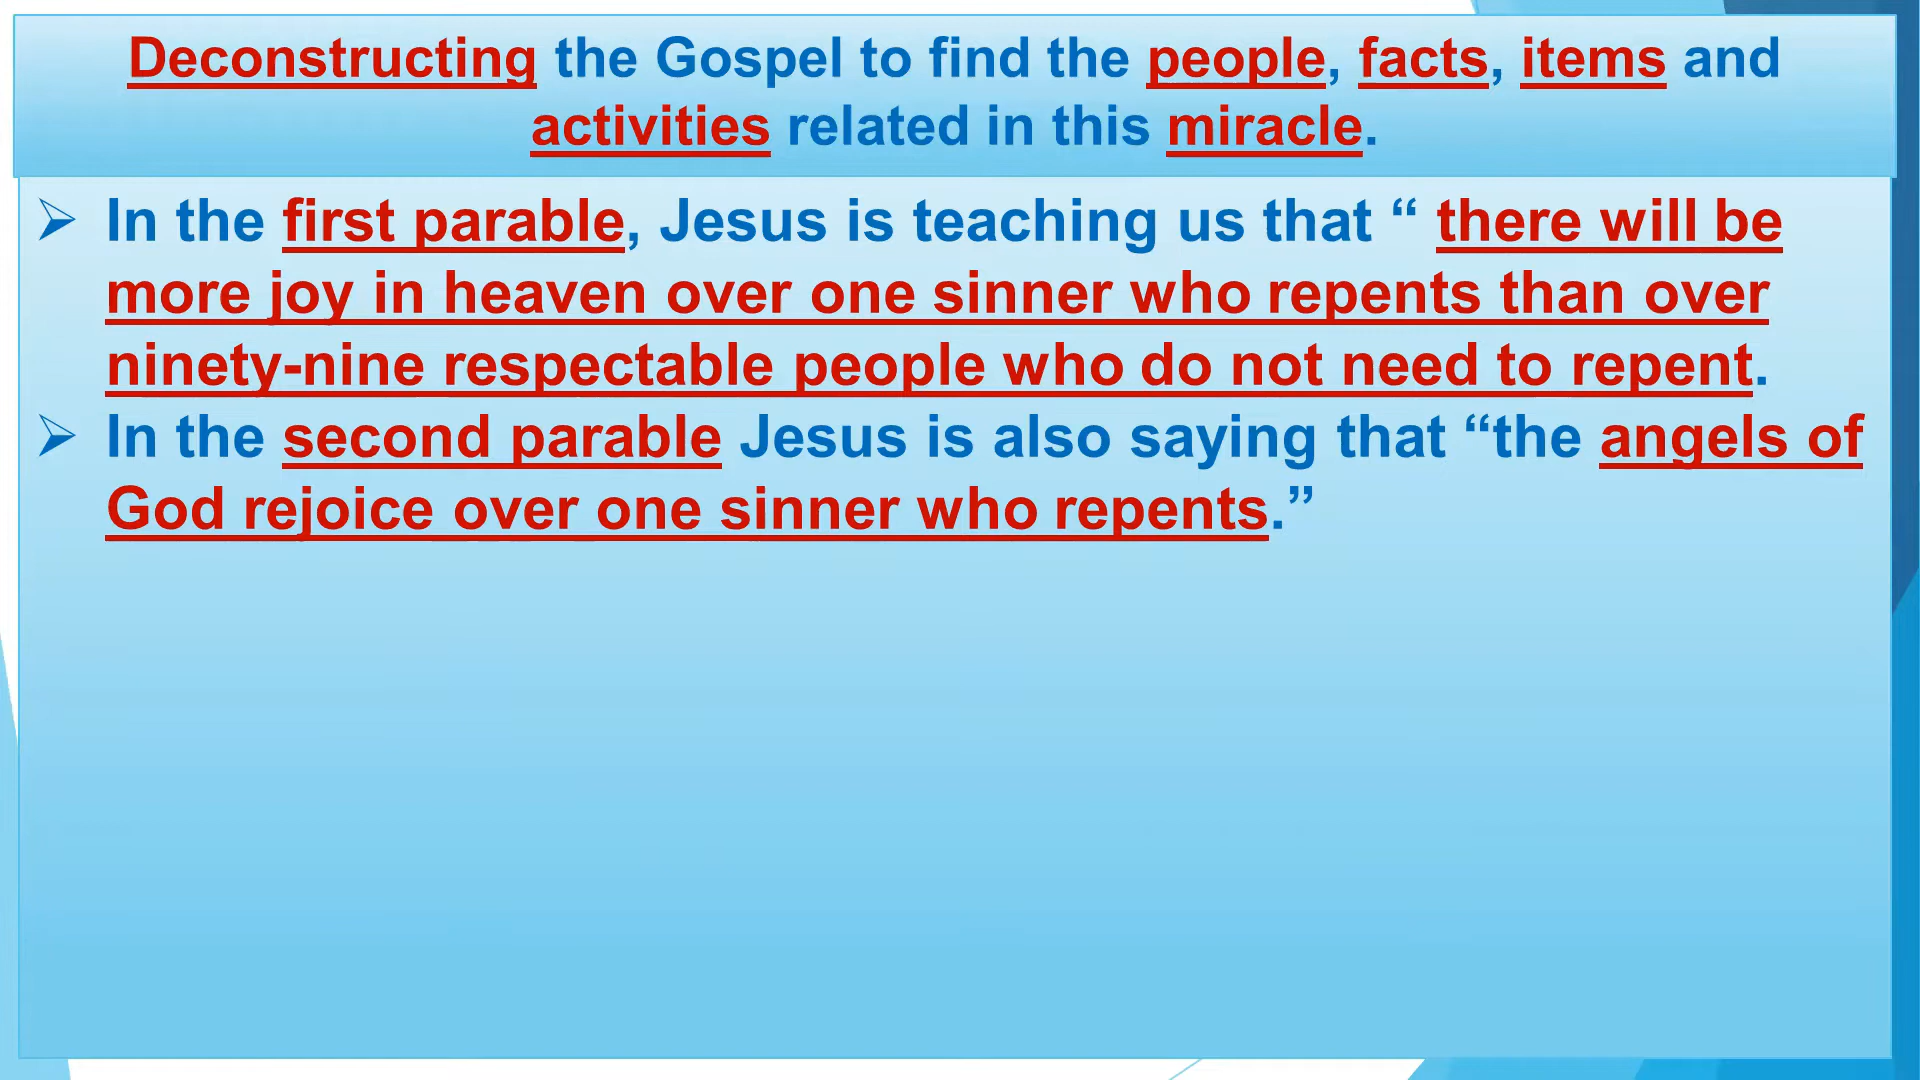 Deconstructing the Gospel to find the people, facts, items and
activities related in this miracle.
➢ In the first parable, Jesus is teaching us that “ there will be
more joy in heaven over one sinner who repents than over
ninety-nine respectable people who do not need to repent.
➢ In the second parable Jesus is also saying that “the angels of
God rejoice over one sinner who repents.”